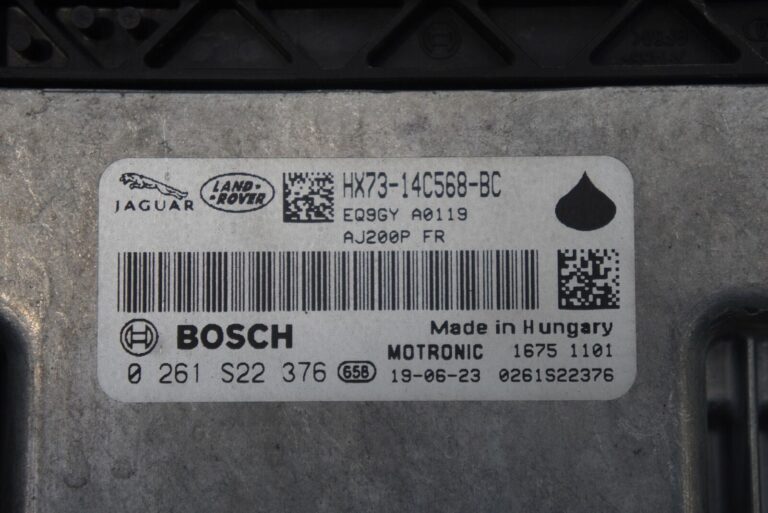 JAGUAR
LAND-
-ROVER
HX73-14C568-BC
EQ9GY A0119
AJ200P FR
BOSCH
Made in Hungary
MOTRONIC 1675 1101
0 261 S22 376 65B 19-06-23 0261S22376